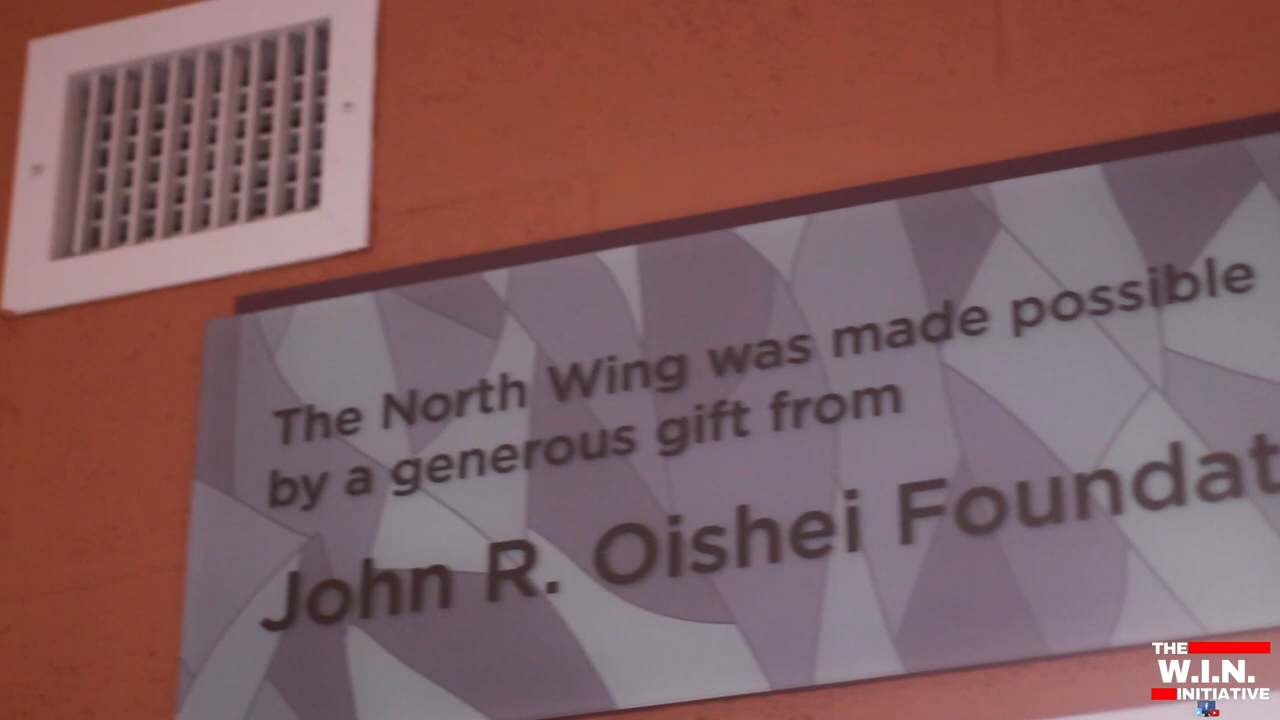 The North Wing was made possible
by a generous gift from
John R. Oishei Foundat
THE
W.I.N.
INITIATIVE